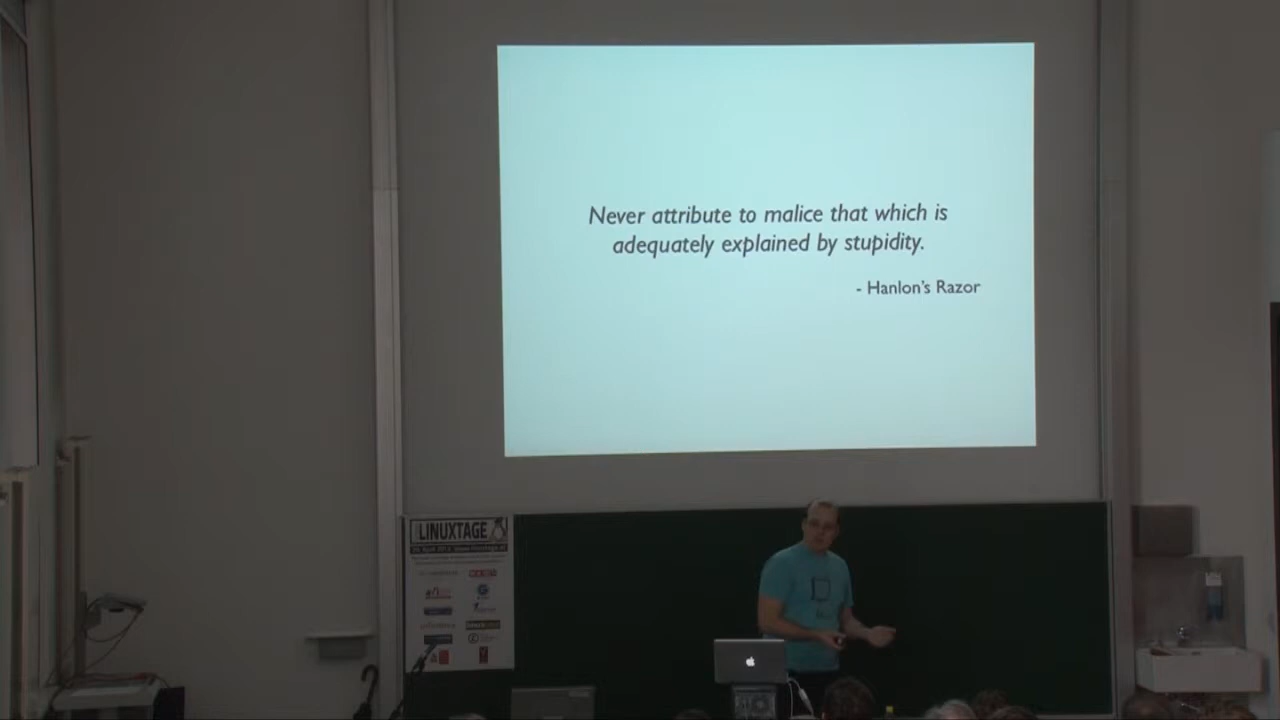 Never attribute to malice that which is
adequately explained by stupidity.
- Hanlon's Razor
LINUXTAGE